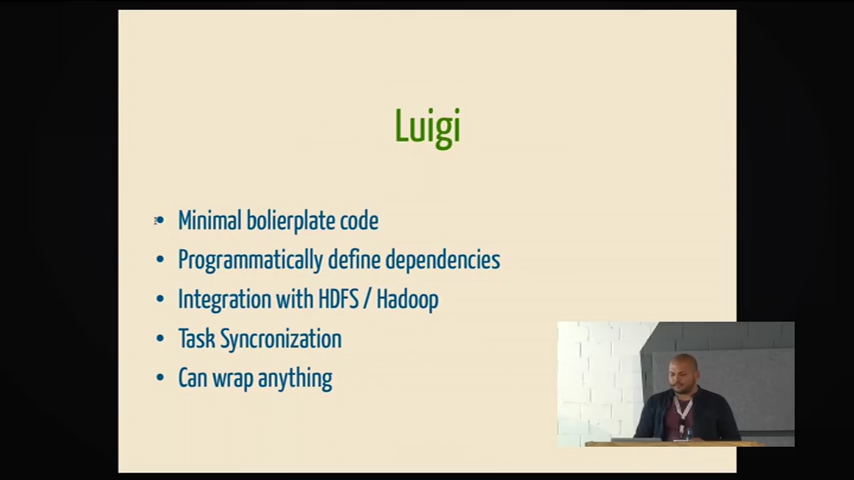 Luigi
• Minimal bolierplate code
• Programmatically define dependencies
• Integration with HDFS / Hadoop
• Task Syncronization
• Can wrap anything